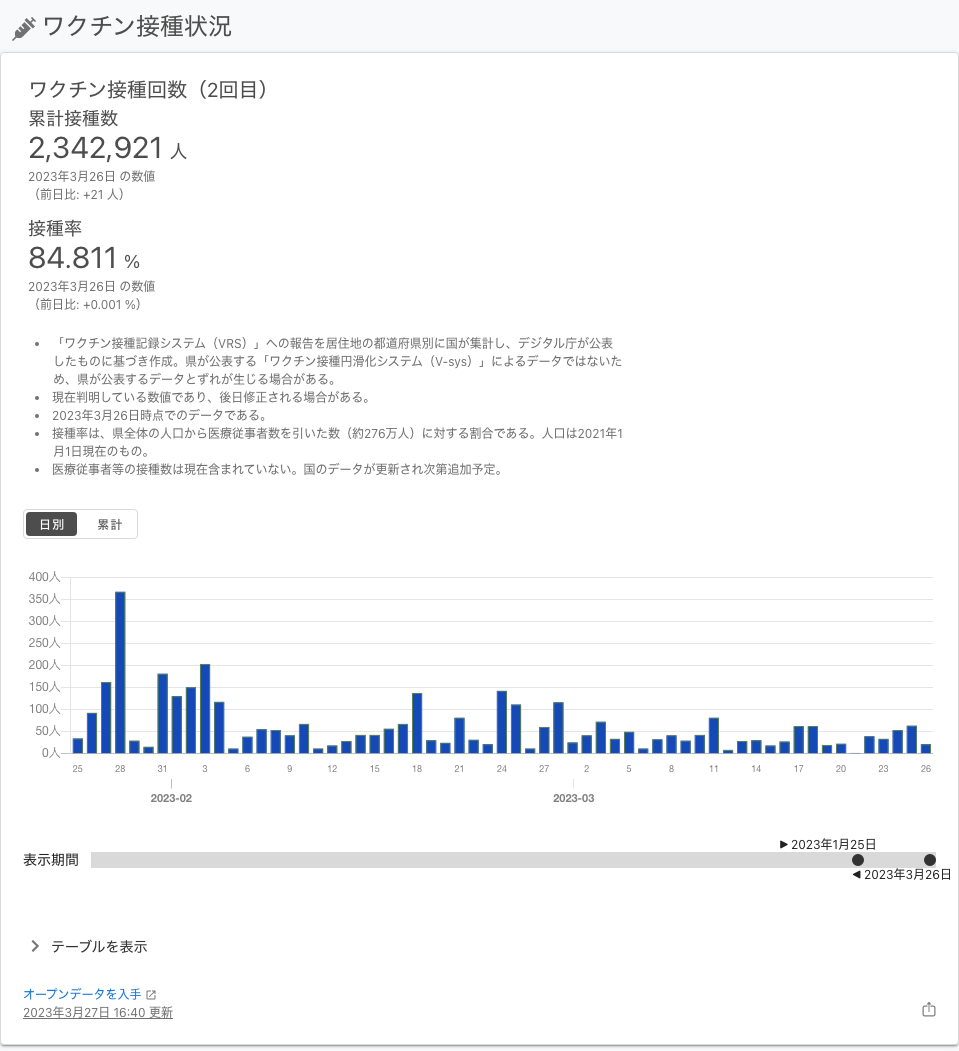 ワクチン接種状況
ワクチン接種回数（2回目）
累計接種数
2,342,921 人
2023年3月26日 の数値
（前日比: +21 人）
接種率
84.811 %
2023年3月26日 の数値
（前日比: +0.001 %）
• 「ワクチン接種記録システム（VRS）」への報告を居住地の都道府県別に国が集計し、デジタル庁が公表
したものに基づき作成。県が公表する「ワクチン接種円滑化システム（V-sys）」によるデータではないた
め、県が公表するデータとずれが生じる場合がある。
• 現在判明している数値であり、後日修正される場合がある。
• 2023年3月26日時点でのデータである。
• 接種率は、県全体の人口から医療従事者数を引いた数（約276万人）に対する割合である。人口は2021年1
月1日現在のもの。
• 医療従事者等の接種数は現在含まれていない。国のデータが更新され次第追加予定。
日別 累計
400人
350人
300人
250人
200人
150人
100人
50人
0人
25 28 31 3 6 9 12 15 18 21 24 27 2 5 8 11 14 17 20 23 26
2023-02 2023-03
▶ 2023年1月25日
表示期間
◀ 2023年3月26日
テーブルを表示
オープンデータを入手
2023年3月27日 16:40 更新